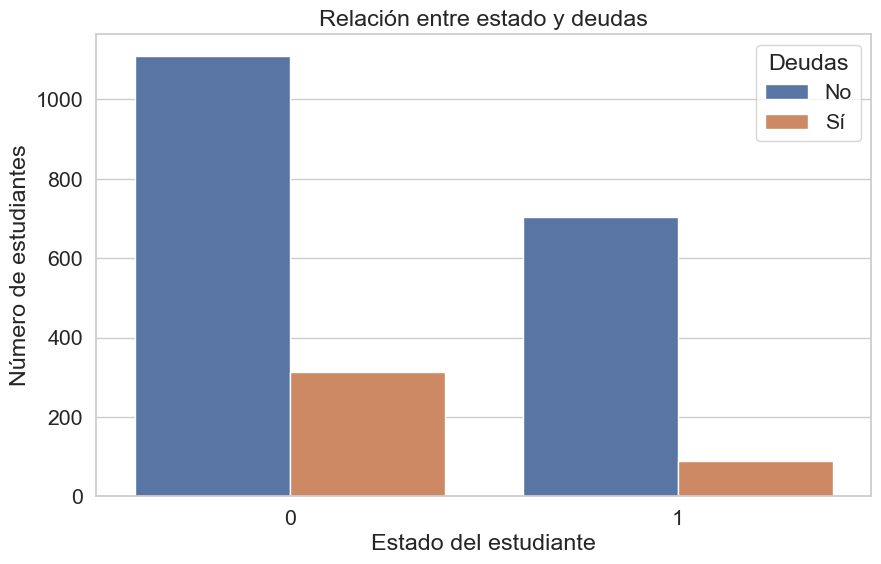 Relación entre estado y deudas
Deudas
No
Sí
Número de estudiantes
1000
800
600
400
200
0
0
1
Estado del estudiante